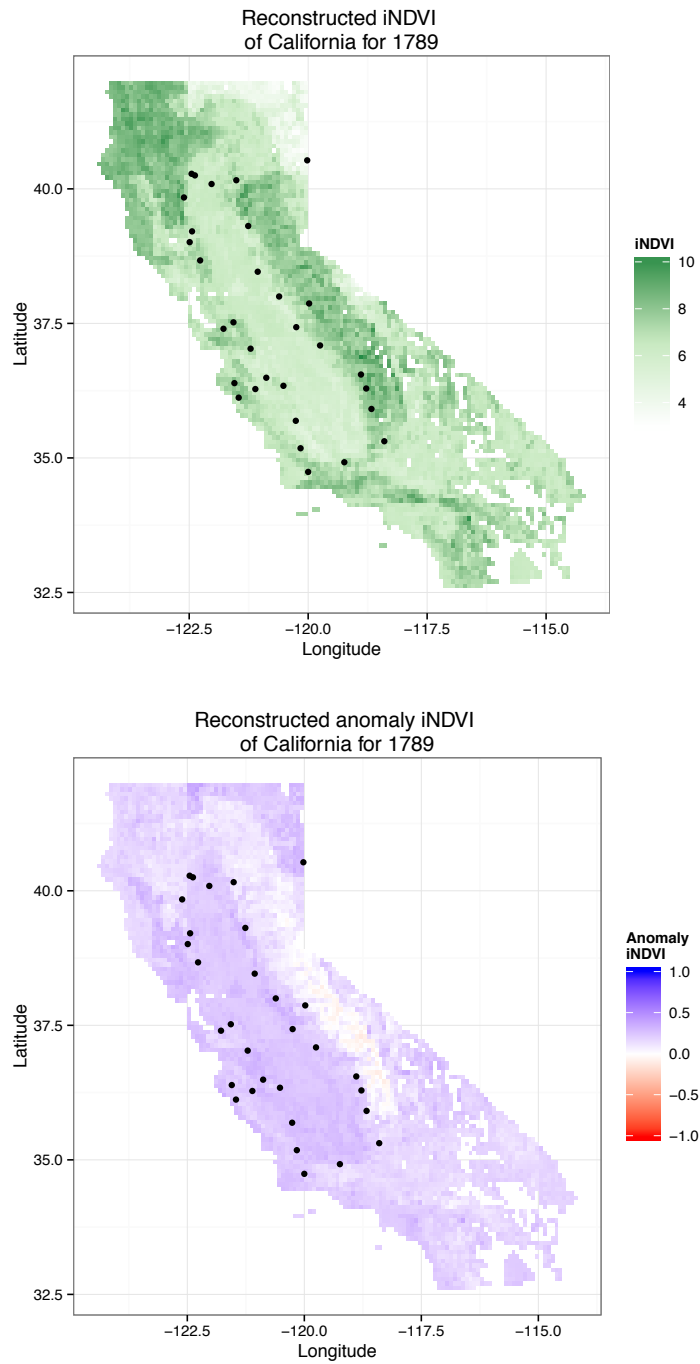 Reconstructed iNDVI
of California for 1789
40.0
37.5
35.0
32.5
Latitude
−122.5 −120.0 −117.5 −115.0
Longitude
iNDVI
10
8
6
4
Reconstructed anomaly iNDVI
of California for 1789
40.0
37.5
35.0
32.5
Latitude
−122.5 −120.0 −117.5 −115.0
Longitude
Anomaly
iNDVI
1.0
0.5
0.0
−0.5
−1.0